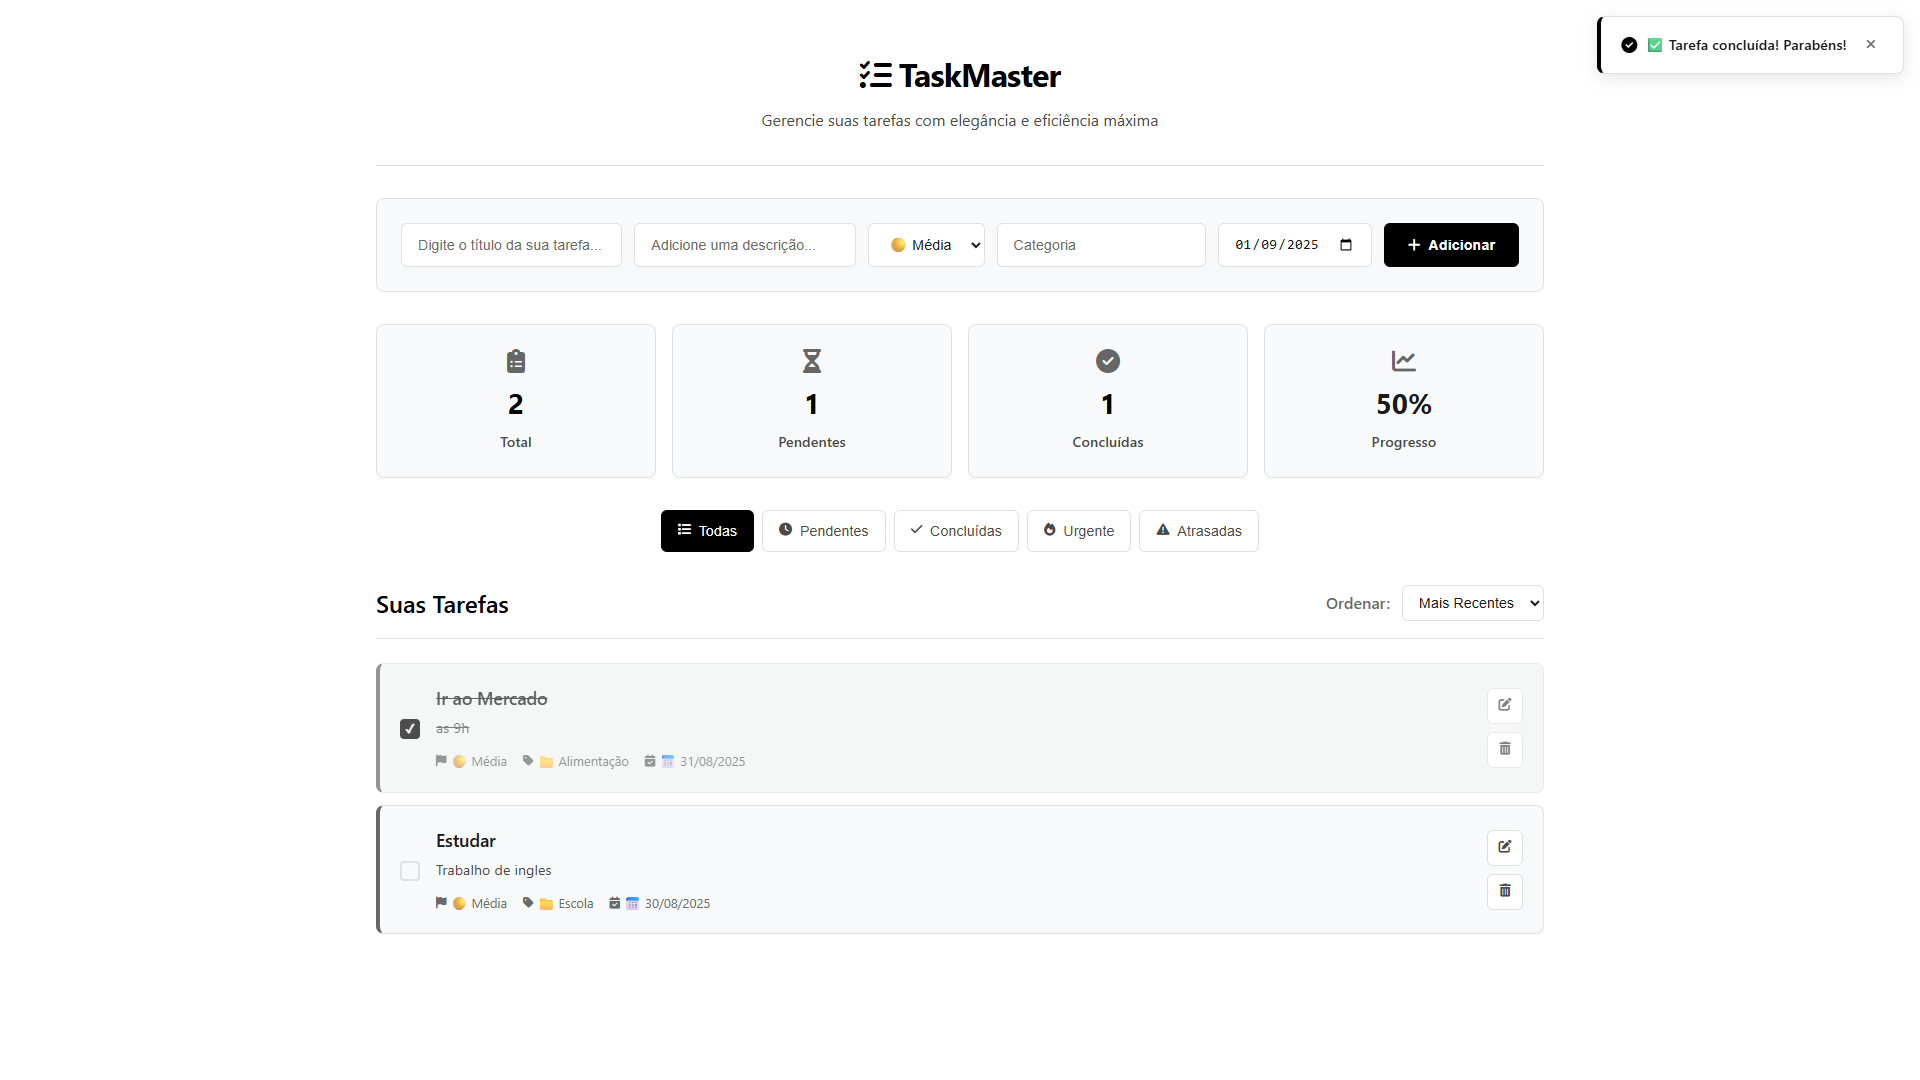 ✅ Tarefa concluída! Parabéns! ✕
TaskMaster
Gerencie suas tarefas com elegância e eficiência máxima
Digite o título da sua tarefa... Adicione uma descrição... 🟡 Média Categoria 01/09/2025 + Adicionar
2
Total
1
Pendentes
1
Concluídas
50%
Progresso
Todas Pendentes Concluídas Urgente Atrasadas
Suas Tarefas
Ordenar: Mais Recentes
Ir ao Mercado
as 9h
🟡 Média 📁 Alimentação 📅 31/08/2025
Estudar
Trabalho de ingles
🟡 Média 📁 Escola 📅 30/08/2025